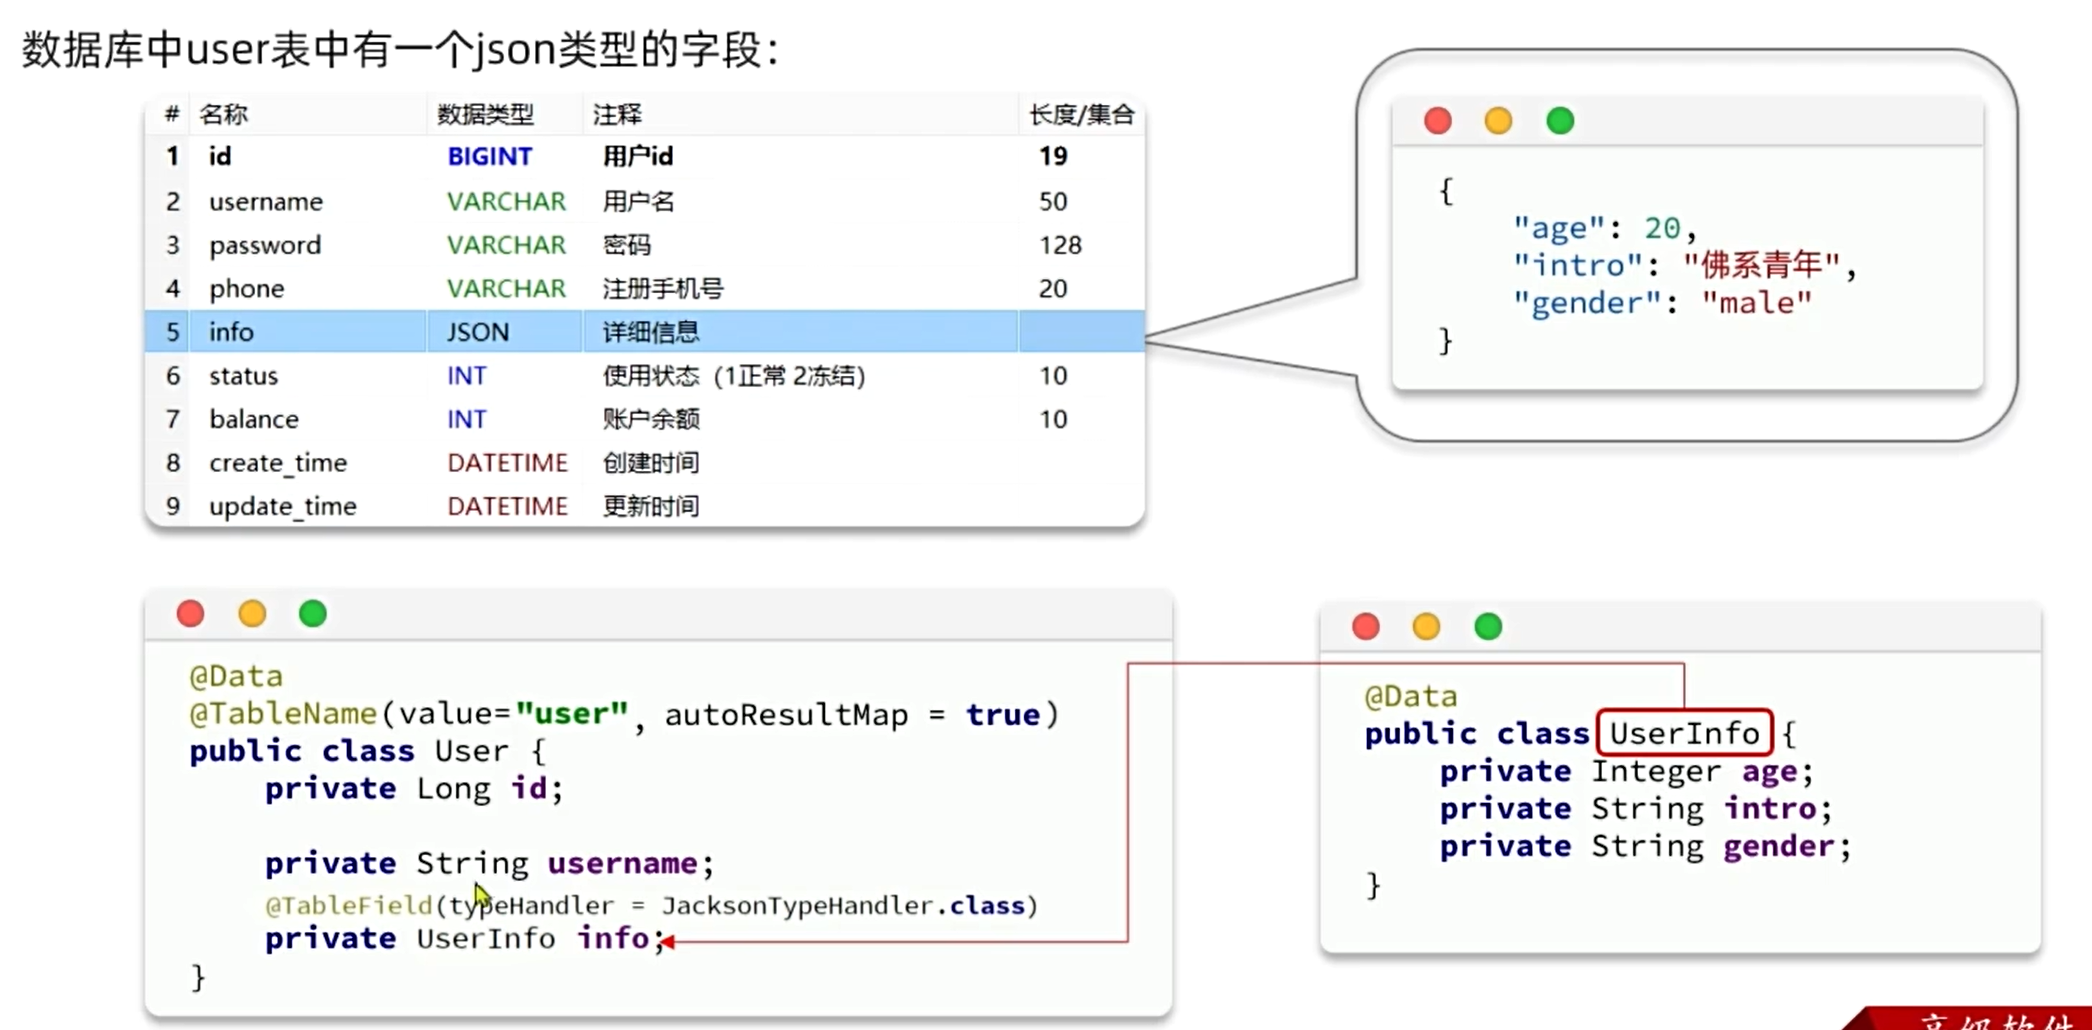 数据库中user表中有一个json类型的字段：
# 名称 数据类型 注释 长度/集合
1 id BIGINT 用户id 19
2 username VARCHAR 用户名 50
3 password VARCHAR 密码 128
4 phone VARCHAR 注册手机号 20
5 info JSON 详细信息
6 status INT 使用状态（1正常 2冻结） 10
7 balance INT 账户余额 10
8 create_time DATETIME 创建时间
9 update_time DATETIME 更新时间
{
"age": 20,
"intro": "佛系青年",
"gender": "male"
}
@Data
@TableName(value="user", autoResultMap = true)
public class User {
private Long id;
private String username;
@TableField(typeHandler = JacksonTypeHandler.class)
private UserInfo info;
}
@Data
public class UserInfo {
private Integer age;
private String intro;
private String gender;
}
高级软件